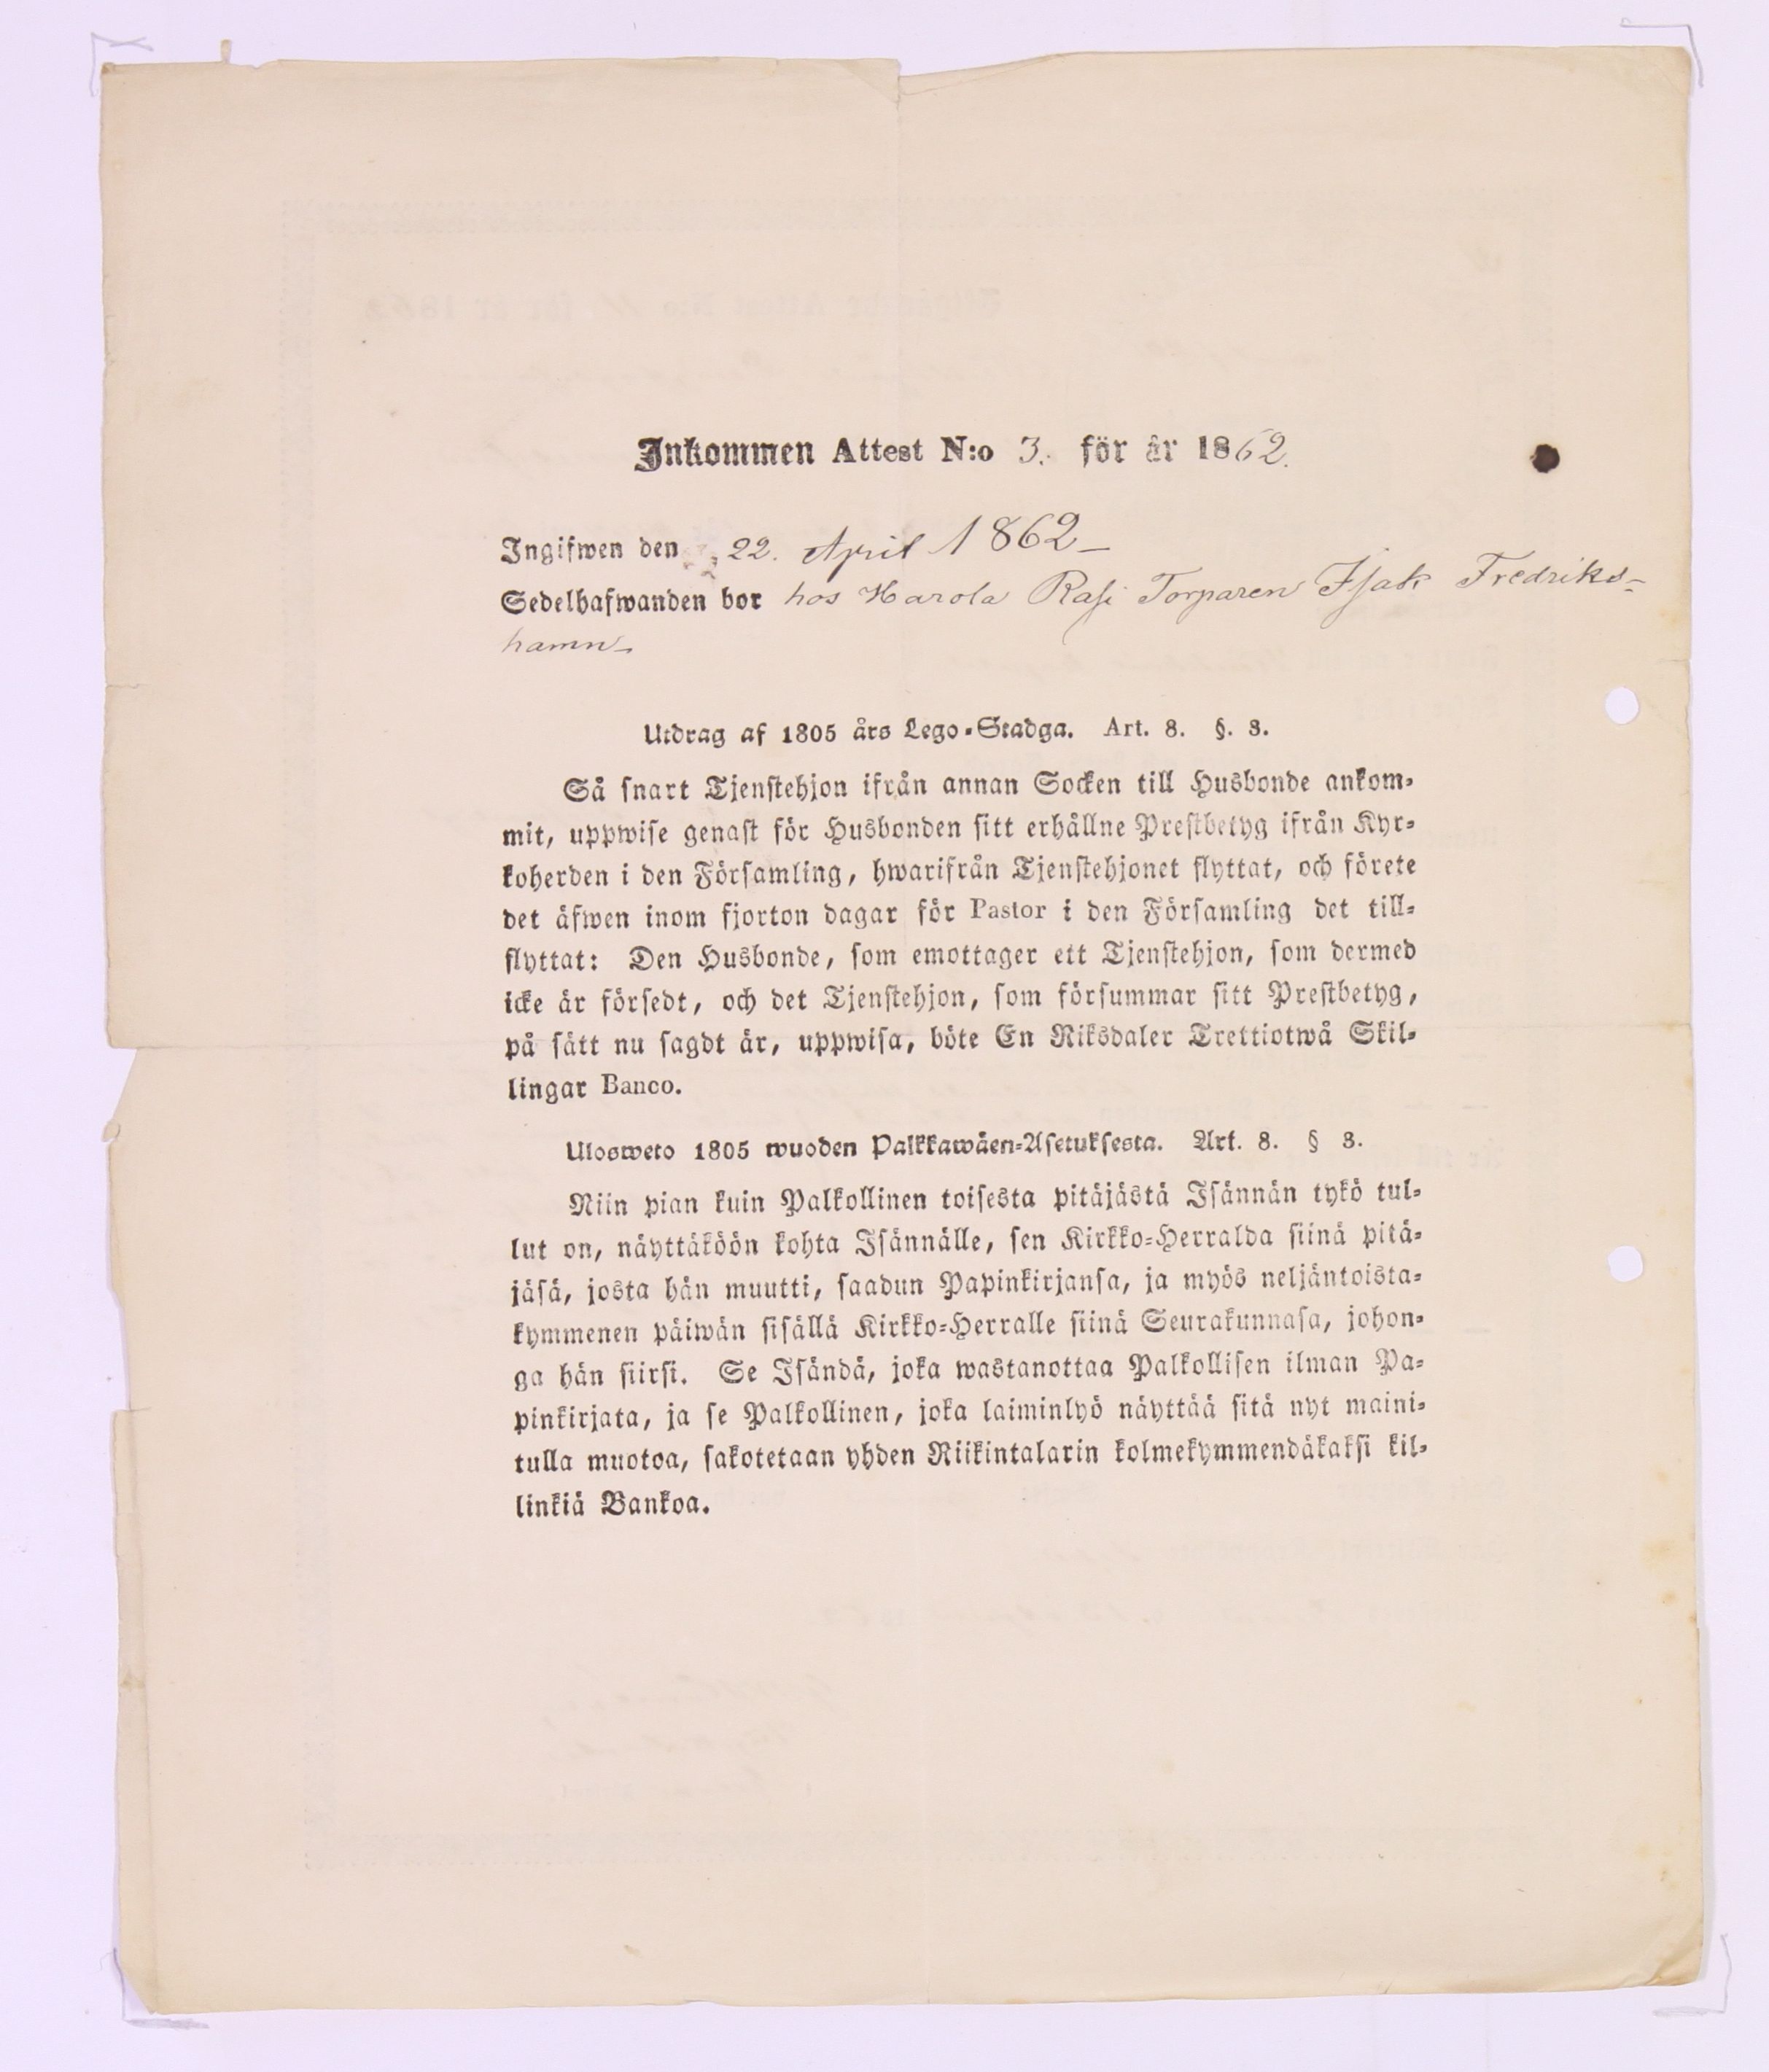 Inkommen Attest N:o 3. för år 1862.
Ingifwen den 22. April 1862_
Sedelhafwanden bor hos Harola Rasi Torparen Isak Fredriks-
hamn_
Utdrag af 1805 års Lego-Stadga. Art. 8. §. 3.
Så snart Tjenstehjon ifrån annan Socken till Husbonde ankom-
mit, uppwise genast för Husbonden sitt erhållne Prestbetyg ifrån Kyr-
koherden i den Församling, hwarifrån Tjenstehjonet flyttat, och förete
det äfwen inom fjorton dagar för Pastor i den Församling det till-
flyttat: Den Husbonde, som emottager ett Tjenstehjon, som dermed
icke är försedt, och det Tjenstehjon, som försummar sitt Prestbetyg,
på sätt nu sagdt är, uppwisa, böte En Riksdaler Trettiotwå Skil-
lingar Banco.
Ulosweto 1805 wuoden Palkkawäen-Asetuksesta. Art. 8. § 3.
Niin pian kuin Palkollinen toisesta pitäjästä Isännän tykö tul-
lut on, näyttäköön kohta Isännälle, sen Kirkko-Herralda siinä pitä-
jäsä, josta hän muutti, saadun Papinkirjansa, ja myös neljäntoista-
kymmenen päiwän sisällä Kirkko-Herralle siinä Seurakunnasa, johon-
ga hän siirsi. Se Isändä, joka wastanottaa Palkollisen ilman Pa-
pinkirjata, ja se Palkollinen, joka laiminlyö näyttää sitä nyt maini-
tulla muotoa, sakotetaan yhden Riikintalarin kolmekymmendäkaksi kil-
linkiä Bankoa.